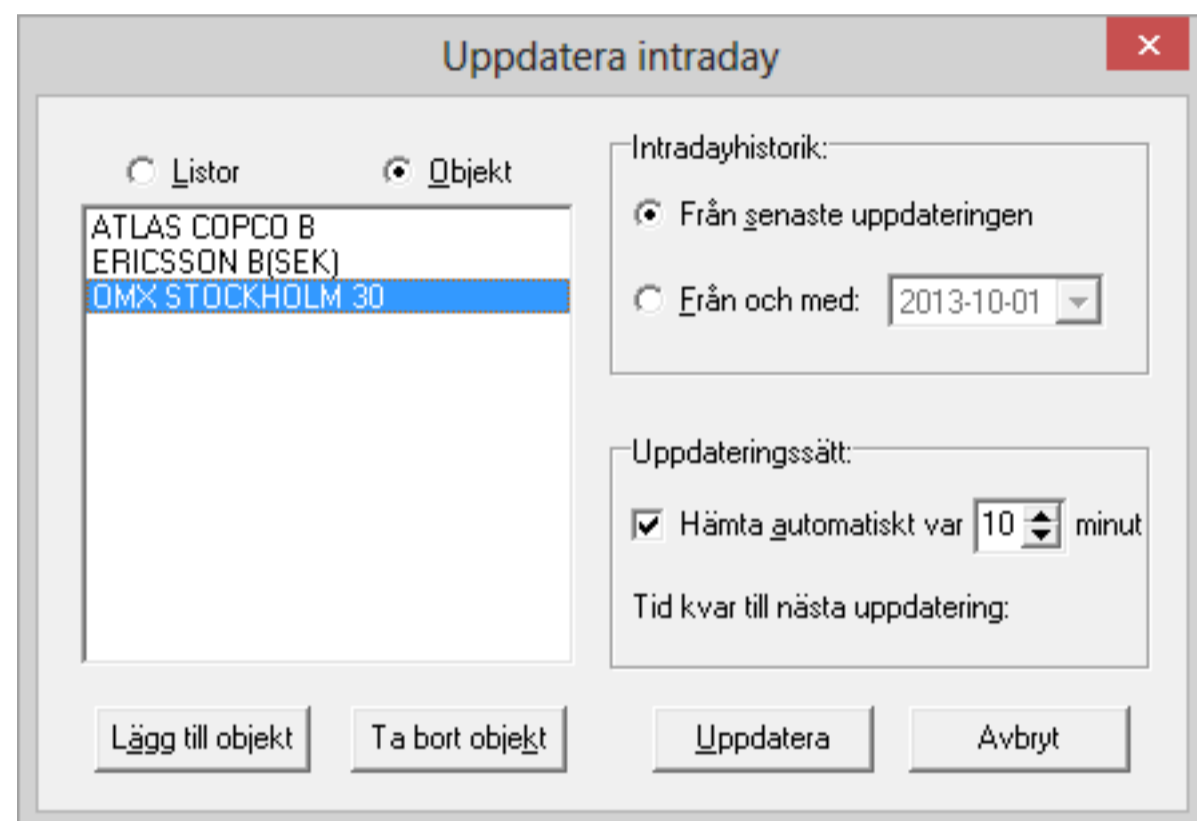 Uppdatera intraday
Listor
Objekt
ATLAS COPCO B
ERICSSON B(SEK)
OMX STOCKHOLM 30
Intradayhistorik:
Från senaste uppdateringen
Från och med: 2013-10-01
Uppdateringssätt:
Hämta automatiskt var 10 minut
Tid kvar till nästa uppdatering:
Lägg till objekt
Ta bort objekt
Uppdatera
Avbryt